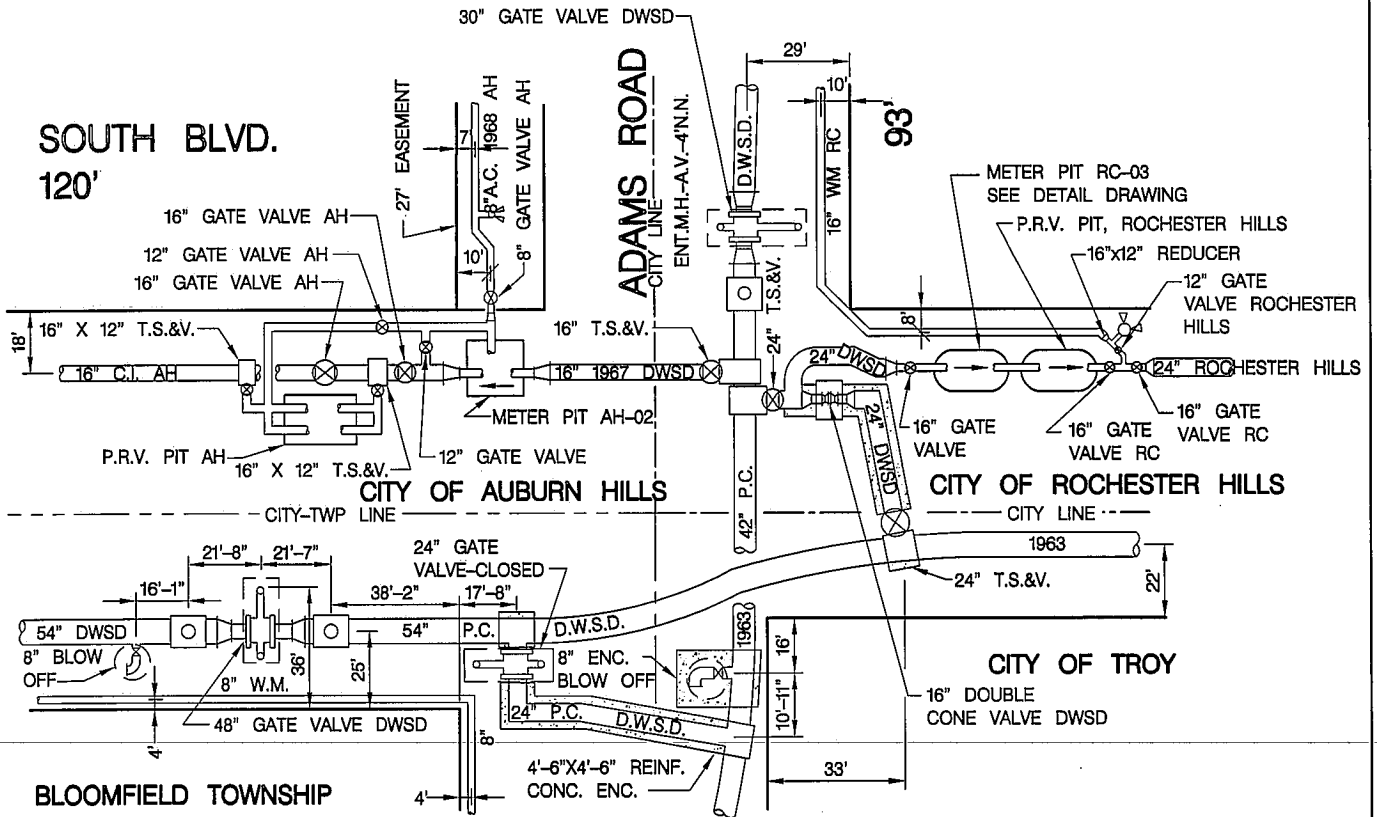 30" GATE VALVE DWSD
29'
10'
93'
SOUTH BLVD.
120'
27' EASEMENT
7'
8" A.C. 1968 AH
8" GATE VALVE AH
10'
ADAMS ROAD
CITY LINE
ENT.M.H.-A.V.-4'N.N.
D.W.S.D.
16" WM RC
METER PIT RC-03
SEE DETAIL DRAWING
P.R.V. PIT, ROCHESTER HILLS
16"x12" REDUCER
12" GATE
VALVE ROCHESTER
HILLS
16" GATE VALVE AH
12" GATE VALVE AH
16" GATE VALVE AH
18'
16" X 12" T.S.&V.
16" T.S.&V.
24" T.S.&V.
8'
16" C.I. AH
16" 1967 DWSD
24" DWSD
24" ROCHESTER HILLS
METER PIT AH-02
P.R.V. PIT AH
16" X 12" T.S.&V.
12" GATE VALVE
24" DWSD
16" GATE
VALVE
16" GATE
VALVE RC
16" GATE
VALVE RC
CITY OF AUBURN HILLS
CITY OF ROCHESTER HILLS
CITY-TWP LINE
CITY LINE
42" P.C.
1963
22'
24" T.S.&V.
21'-8"
21'-7"
24" GATE
VALVE-CLOSED
16'-1"
38'-2"
17'-8"
54" DWSD
54"
P.C.
D.W.S.D.
1963
16'
8" BLOW
OFF
36'
25'
8" W.M.
8" ENC.
BLOW OFF
CITY OF TROY
10'-11"
16" DOUBLE
CONE VALVE DWSD
48" GATE VALVE DWSD
24" P.C.
D.W.S.D.
4'
8"
4'-6"X4'-6" REINF.
CONC. ENC.
33'
BLOOMFIELD TOWNSHIP
4'